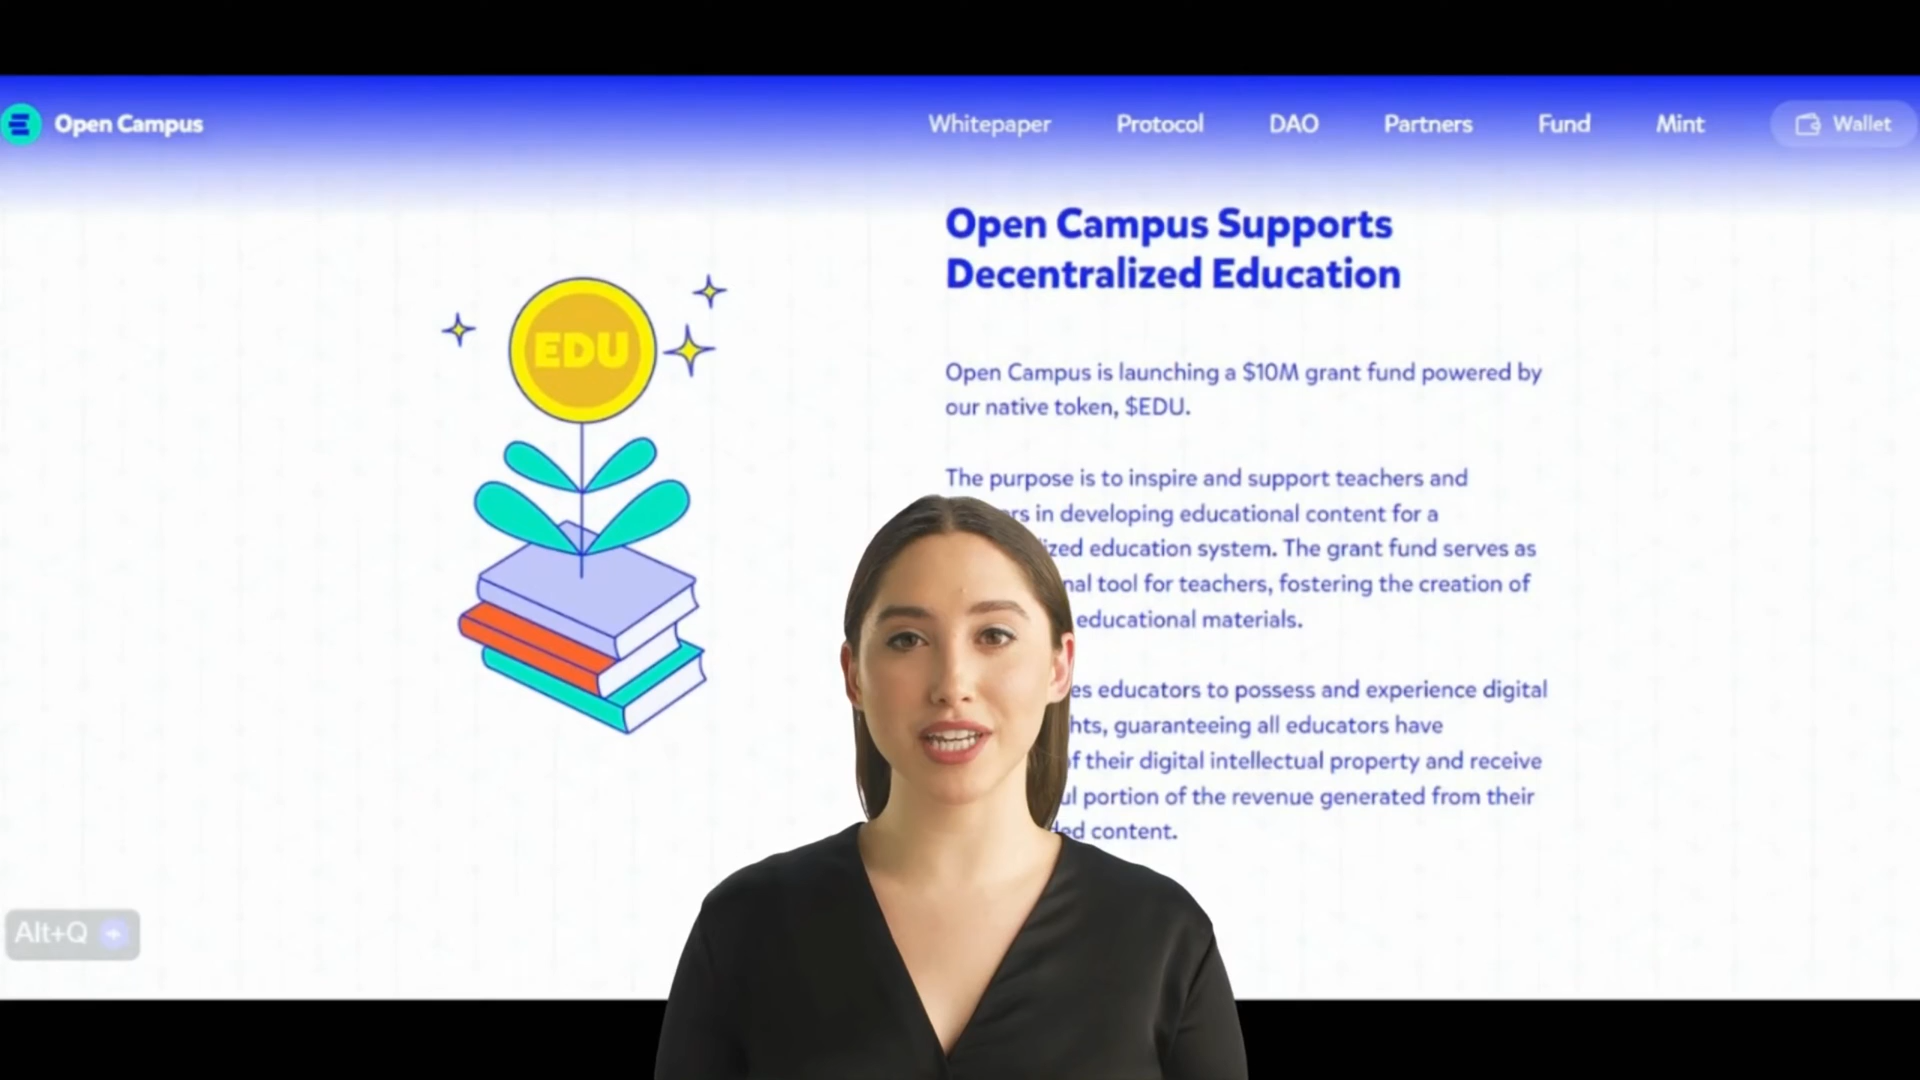 Open Campus
Whitepaper Protocol DAO Partners Fund Mint Wallet
EDU
Open Campus Supports
Decentralized Education
Open Campus is launching a $10M grant fund powered by
our native token, $EDU.
The purpose is to inspire and support teachers and
in developing educational content for a
education system. The grant fund serves as
tool for teachers, fostering the creation of
educational materials.
educators to possess and experience digital
guaranteeing all educators have
their digital intellectual property and receive
portion of the revenue generated from their
content.
Alt+Q